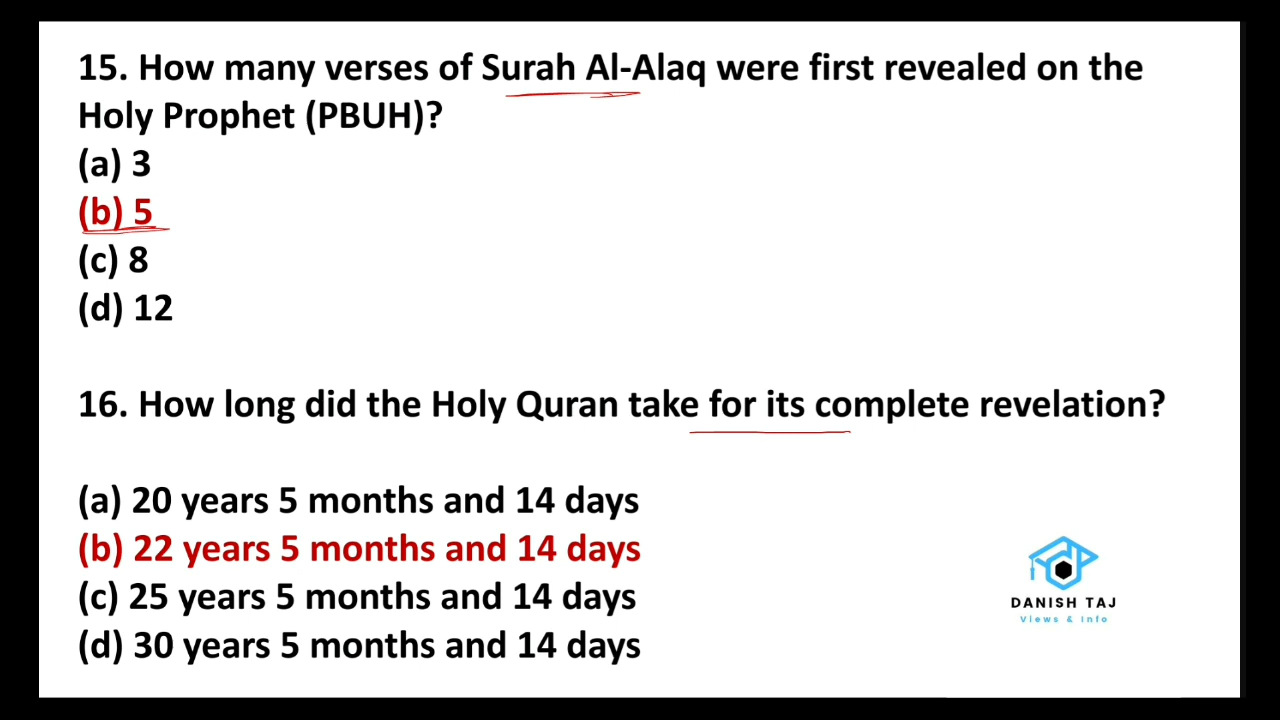 15. How many verses of Surah Al-Alaq were first revealed on the
Holy Prophet (PBUH)?
(a) 3
(b) 5
(c) 8
(d) 12
16. How long did the Holy Quran take for its complete revelation?
(a) 20 years 5 months and 14 days
(b) 22 years 5 months and 14 days
(c) 25 years 5 months and 14 days
(d) 30 years 5 months and 14 days
DANISH TAJ
Views & Info